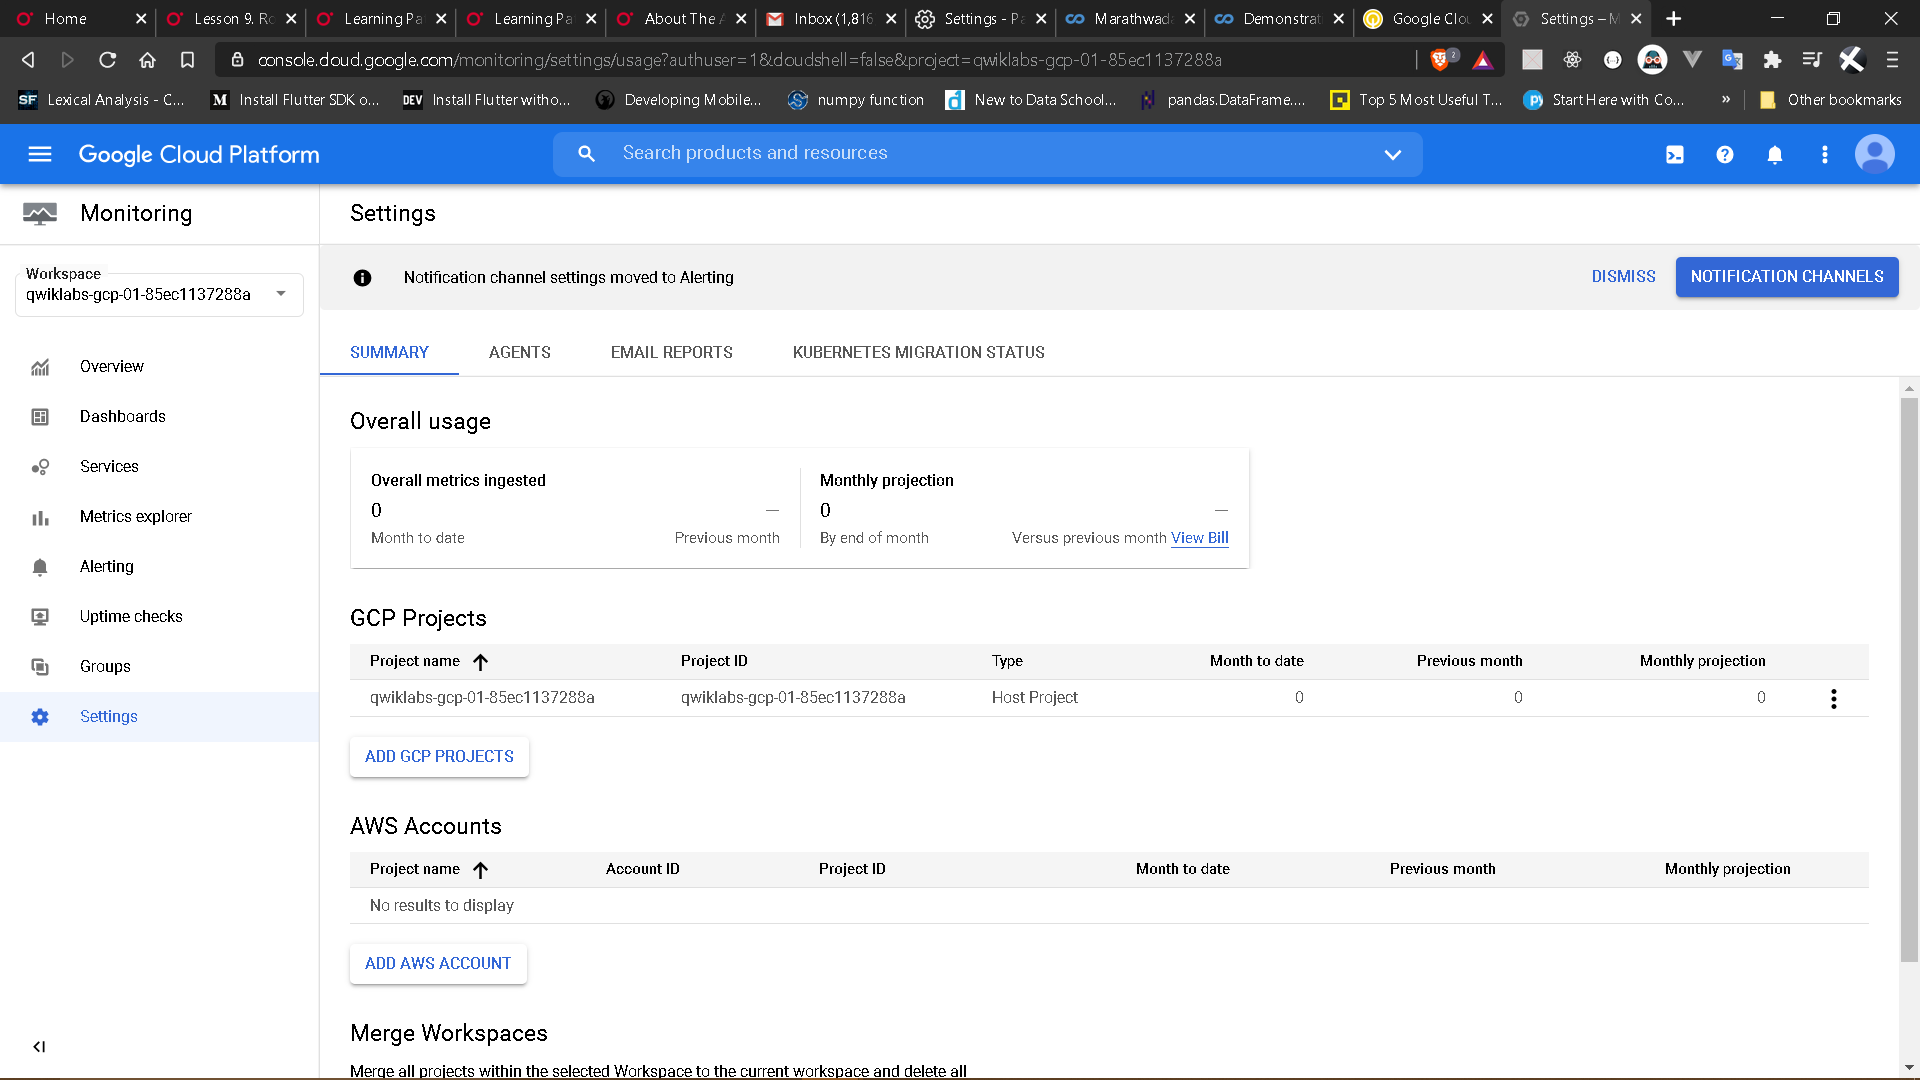 Home
Lesson 9. Ro
Learning Pa
Learning Pa
About The A
Inbox (1,816
Settings - Pa
Marathwad
Demonstrat
Google Clou
Settings – M
console.cloud.google.com/monitoring/settings/usage?authuser=1&cloudshell=false&project=qwiklabs-gcp-01-85ec1137288a
2
SF Lexical Analysis - C...
M Install Flutter SDK o...
DEV Install Flutter witho...
Developing Mobile...
numpy function
d New to Data School...
pandas.DataFrame....
Top 5 Most Useful T...
Start Here with Co...
»
Other bookmarks
Google Cloud Platform
Search products and resources
Monitoring
Settings
Workspace
qwiklabs-gcp-01-85ec1137288a
Notification channel settings moved to Alerting
DISMISS
NOTIFICATION CHANNELS
Overview
Dashboards
Services
Metrics explorer
Alerting
Uptime checks
Groups
Settings
SUMMARY AGENTS EMAIL REPORTS KUBERNETES MIGRATION STATUS
Overall usage
Overall metrics ingested
0 —
Month to date Previous month
Monthly projection
0 —
By end of month Versus previous month View Bill
GCP Projects
Project name Project ID Type Month to date Previous month Monthly projection
qwiklabs-gcp-01-85ec1137288a qwiklabs-gcp-01-85ec1137288a Host Project 0 0 0
ADD GCP PROJECTS
AWS Accounts
Project name Account ID Project ID Month to date Previous month Monthly projection
No results to display
ADD AWS ACCOUNT
Merge Workspaces
Merge all projects within the selected Workspace to the current workspace and delete all